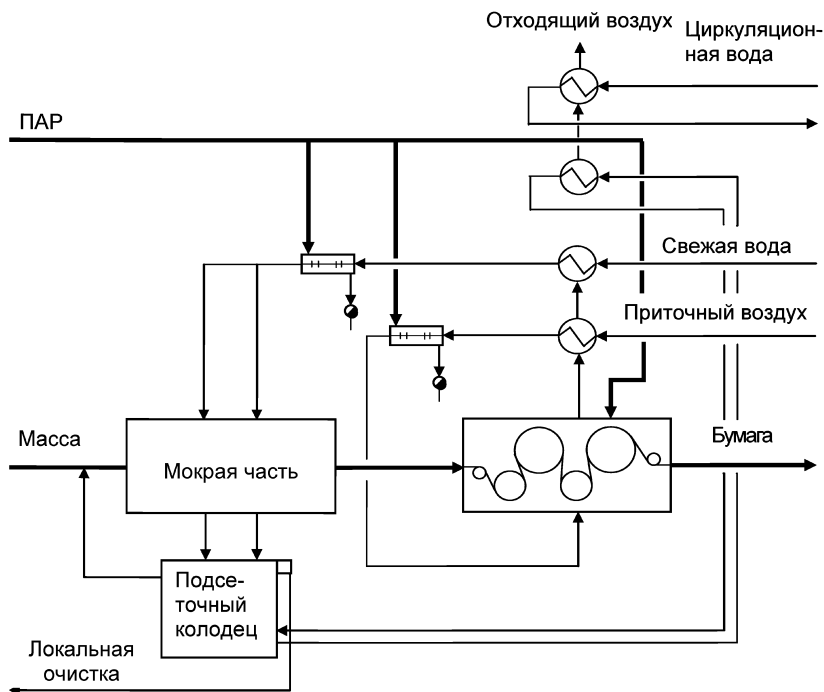 Отходящий воздух
Циркуляцион-
ная вода
ПАР
Свежая вода
Приточный воздух
Масса
Мокрая часть
Бумага
Подсе-
точный
колодец
Локальная
очистка